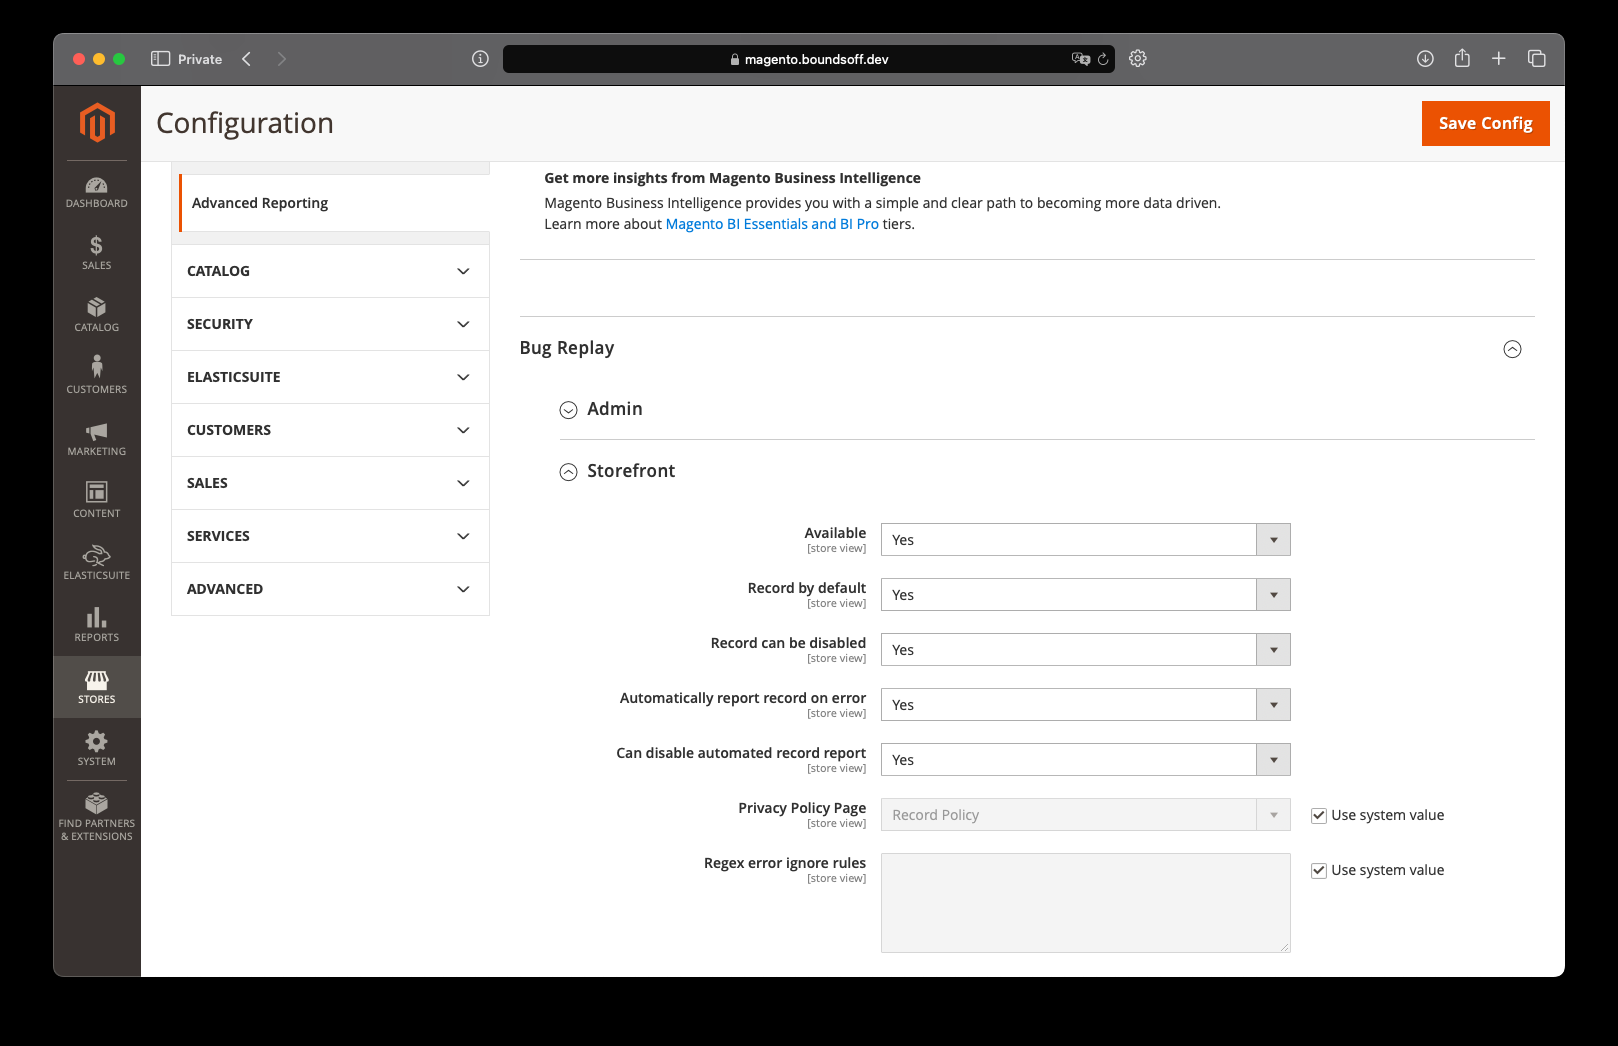 Private
magento.boundsoff.dev
Configuration
Save Config
DASHBOARD
SALES
CATALOG
CUSTOMERS
MARKETING
CONTENT
ELASTICSUITE
REPORTS
STORES
SYSTEM
FIND PARTNERS
& EXTENSIONS
Advanced Reporting
CATALOG
SECURITY
ELASTICSUITE
CUSTOMERS
SALES
SERVICES
ADVANCED
Get more insights from Magento Business Intelligence
Magento Business Intelligence provides you with a simple and clear path to becoming more data driven.
Learn more about Magento BI Essentials and BI Pro tiers.
Bug Replay
Admin
Storefront
Available
[store view]
Yes
Record by default
[store view]
Yes
Record can be disabled
[store view]
Yes
Automatically report record on error
[store view]
Yes
Can disable automated record report
[store view]
Yes
Privacy Policy Page
[store view]
Record Policy
Use system value
Regex error ignore rules
[store view]
Use system value